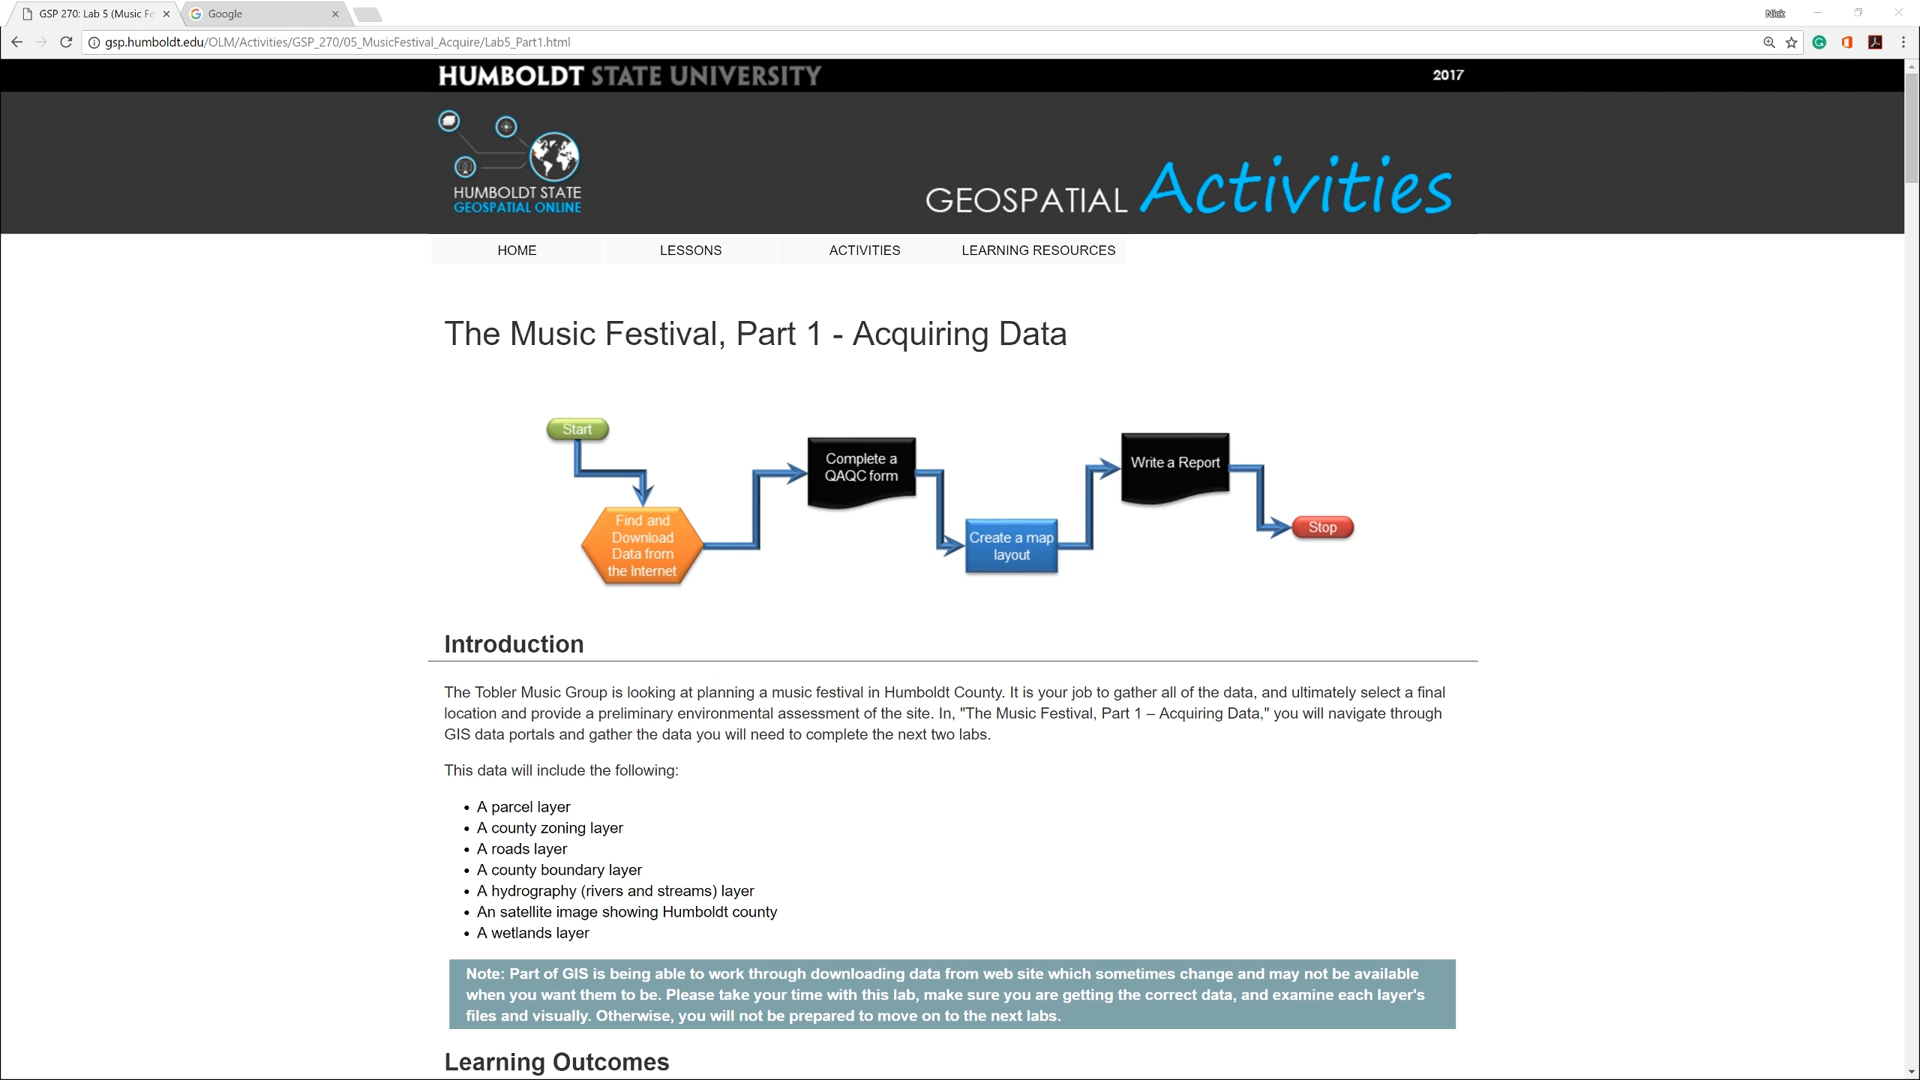 GSP 270: Lab 5 (Music Fe
Google
Nick
gsp.humboldt.edu/OLM/Activities/GSP_270/05_MusicFestival_Acquire/Lab5_Part1.html
HUMBOLDT STATE UNIVERSITY
2017
HUMBOLDT STATE
GEOSPATIAL ONLINE
GEOSPATIAL Activities
HOME
LESSONS
ACTIVITIES
LEARNING RESOURCES
The Music Festival, Part 1 - Acquiring Data
Start
Find and
Download
Data from
the Internet
Complete a
QAQC form
Create a map
layout
Write a Report
Stop
Introduction
The Tobler Music Group is looking at planning a music festival in Humboldt County. It is your job to gather all of the data, and ultimately select a final
location and provide a preliminary environmental assessment of the site. In, "The Music Festival, Part 1 – Acquiring Data," you will navigate through
GIS data portals and gather the data you will need to complete the next two labs.
This data will include the following:
• A parcel layer
• A county zoning layer
• A roads layer
• A county boundary layer
• A hydrography (rivers and streams) layer
• An satellite image showing Humboldt county
• A wetlands layer
Note: Part of GIS is being able to work through downloading data from web site which sometimes change and may not be available
when you want them to be. Please take your time with this lab, make sure you are getting the correct data, and examine each layer's
files and visually. Otherwise, you will not be prepared to move on to the next labs.
Learning Outcomes